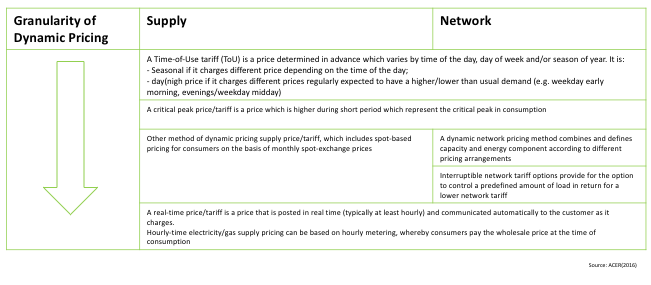 Granularity of
Dynamic Pricing
Supply
Network
A Time-of-Use tariff (ToU) is a price determined in advance which varies by time of the day, day of week and/or season of year. It is:
- Seasonal if it charges different price depending on the time of the day;
- day(nigh price if it charges different prices regularly expected to have a higher/lower than usual demand (e.g. weekday early
morning, evenings/weekday midday)
A critical peak price/tariff is a price which is higher during short period which represent the critical peak in consumption
Other method of dynamic pricing supply price/tariff, which includes spot-based
pricing for consumers on the basis of monthly spot-exchange prices
A dynamic network pricing method combines and defines
capacity and energy component according to different
pricing arrangements
Interruptible network tariff options provide for the option
to control a predefined amount of load in return for a
lower network tariff
A real-time price/tariff is a price that is posted in real time (typically at least hourly) and communicated automatically to the customer as it
charges.
Hourly-time electricity/gas supply pricing can be based on hourly metering, whereby consumers pay the wholesale price at the time of
consumption
Source: ACER(2016)